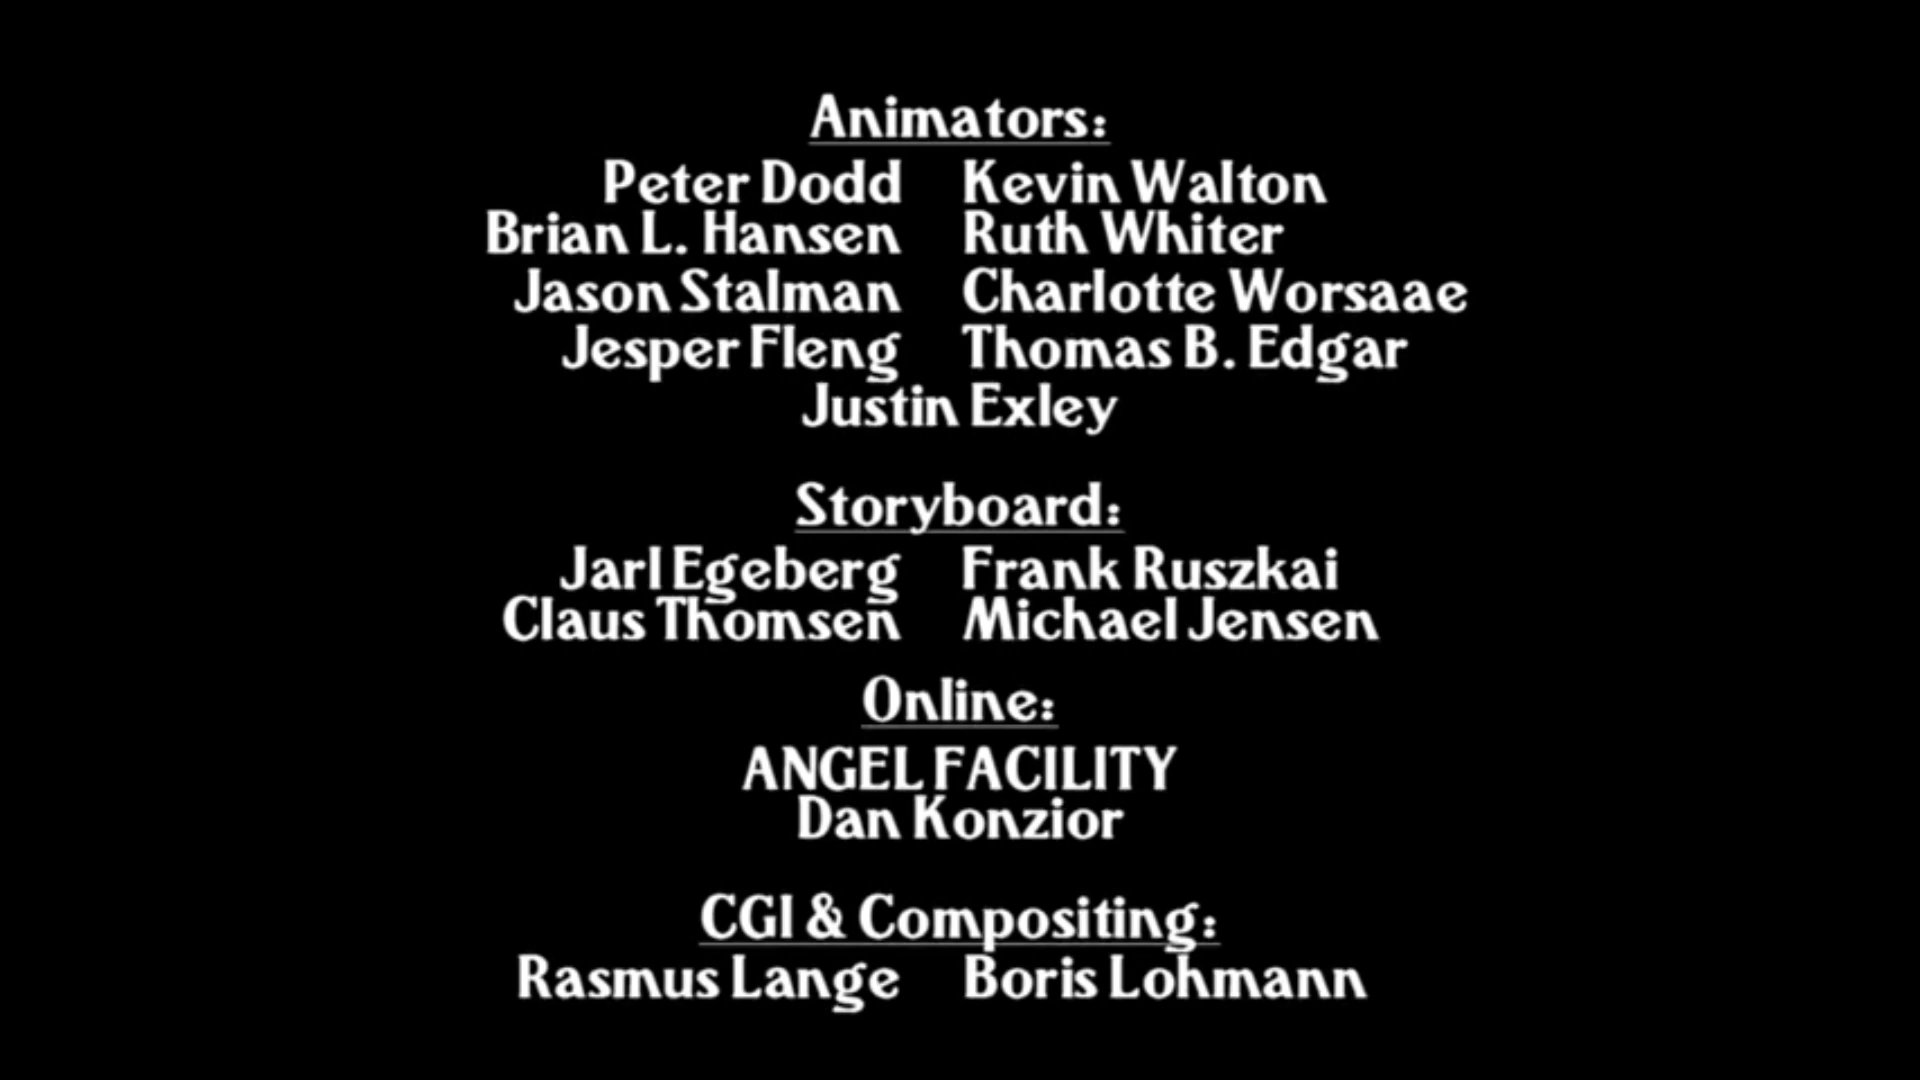 Animators:
Peter Dodd Kevin Walton
Brian L. Hansen Ruth Whiter
Jason Stalman Charlotte Worsaae
Jesper Fleng Thomas B. Edgar
Justin Exley
Storyboard:
Jarl Egeberg Frank Ruszkai
Claus Thomsen Michael Jensen
Online:
ANGEL FACILITY
Dan Konzior
CGI & Compositing:
Rasmus Lange Boris Lohmann